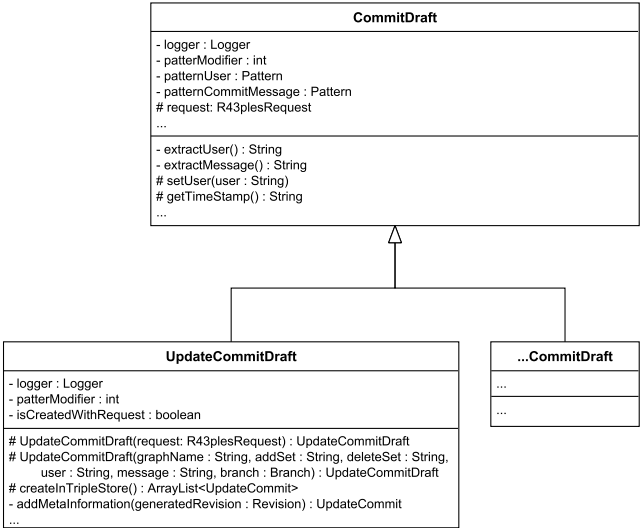 CommitDraft
- logger : Logger
- patterModifier : int
- patternUser : Pattern
- patternCommitMessage : Pattern
# request: R43plesRequest
...
- extractUser() : String
- extractMessage() : String
# setUser(user : String)
# getTimeStamp() : String
...
UpdateCommitDraft
- logger : Logger
- patterModifier : int
- isCreatedWithRequest : boolean
# UpdateCommitDraft(request: R43plesRequest) : UpdateCommitDraft
# UpdateCommitDraft(graphName : String, addSet : String, deleteSet : String,
user : String, message : String, branch : Branch) : UpdateCommitDraft
# createInTripleStore() : ArrayList<UpdateCommit>
- addMetaInformation(generatedRevision : Revision) : UpdateCommit
...
...CommitDraft
...
...